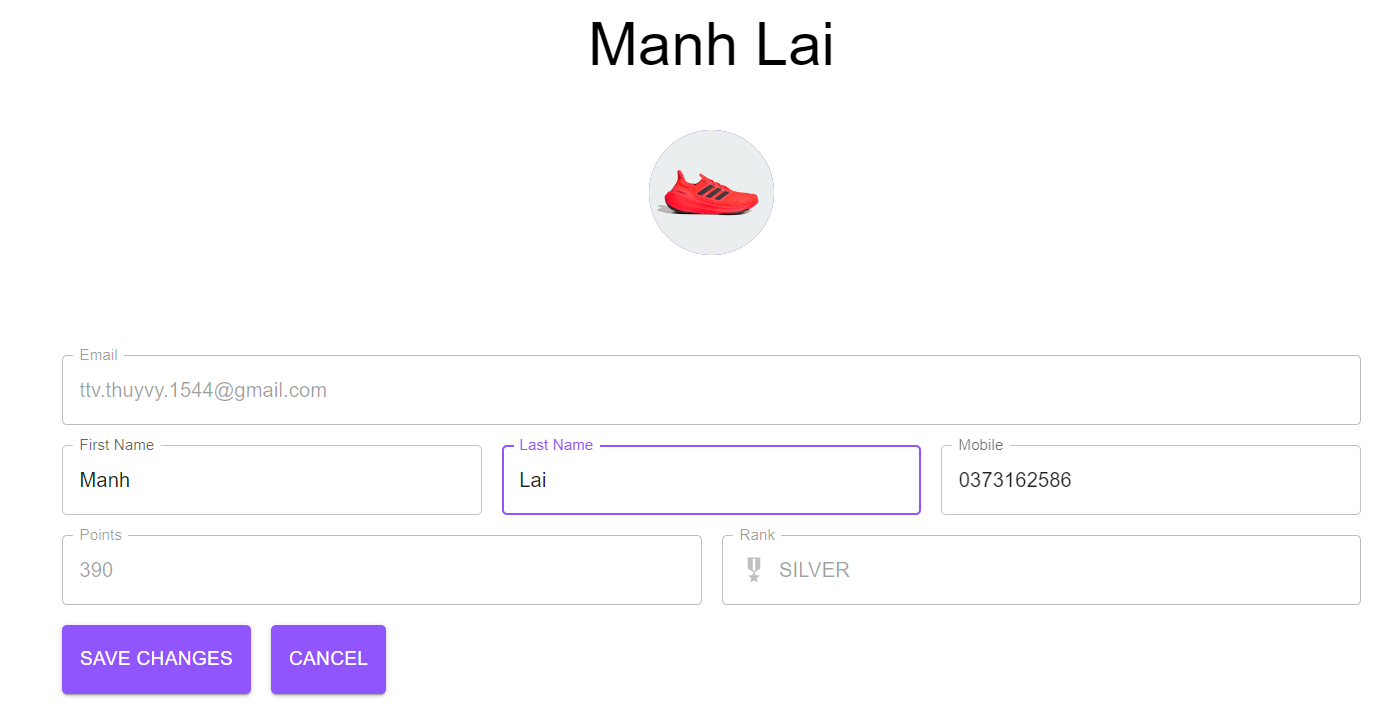 Manh Lai
Email
ttv.thuyvy.1544@gmail.com
First Name
Manh
Last Name
Lai
Mobile
0373162586
Points
390
Rank
SILVER
SAVE CHANGES
CANCEL